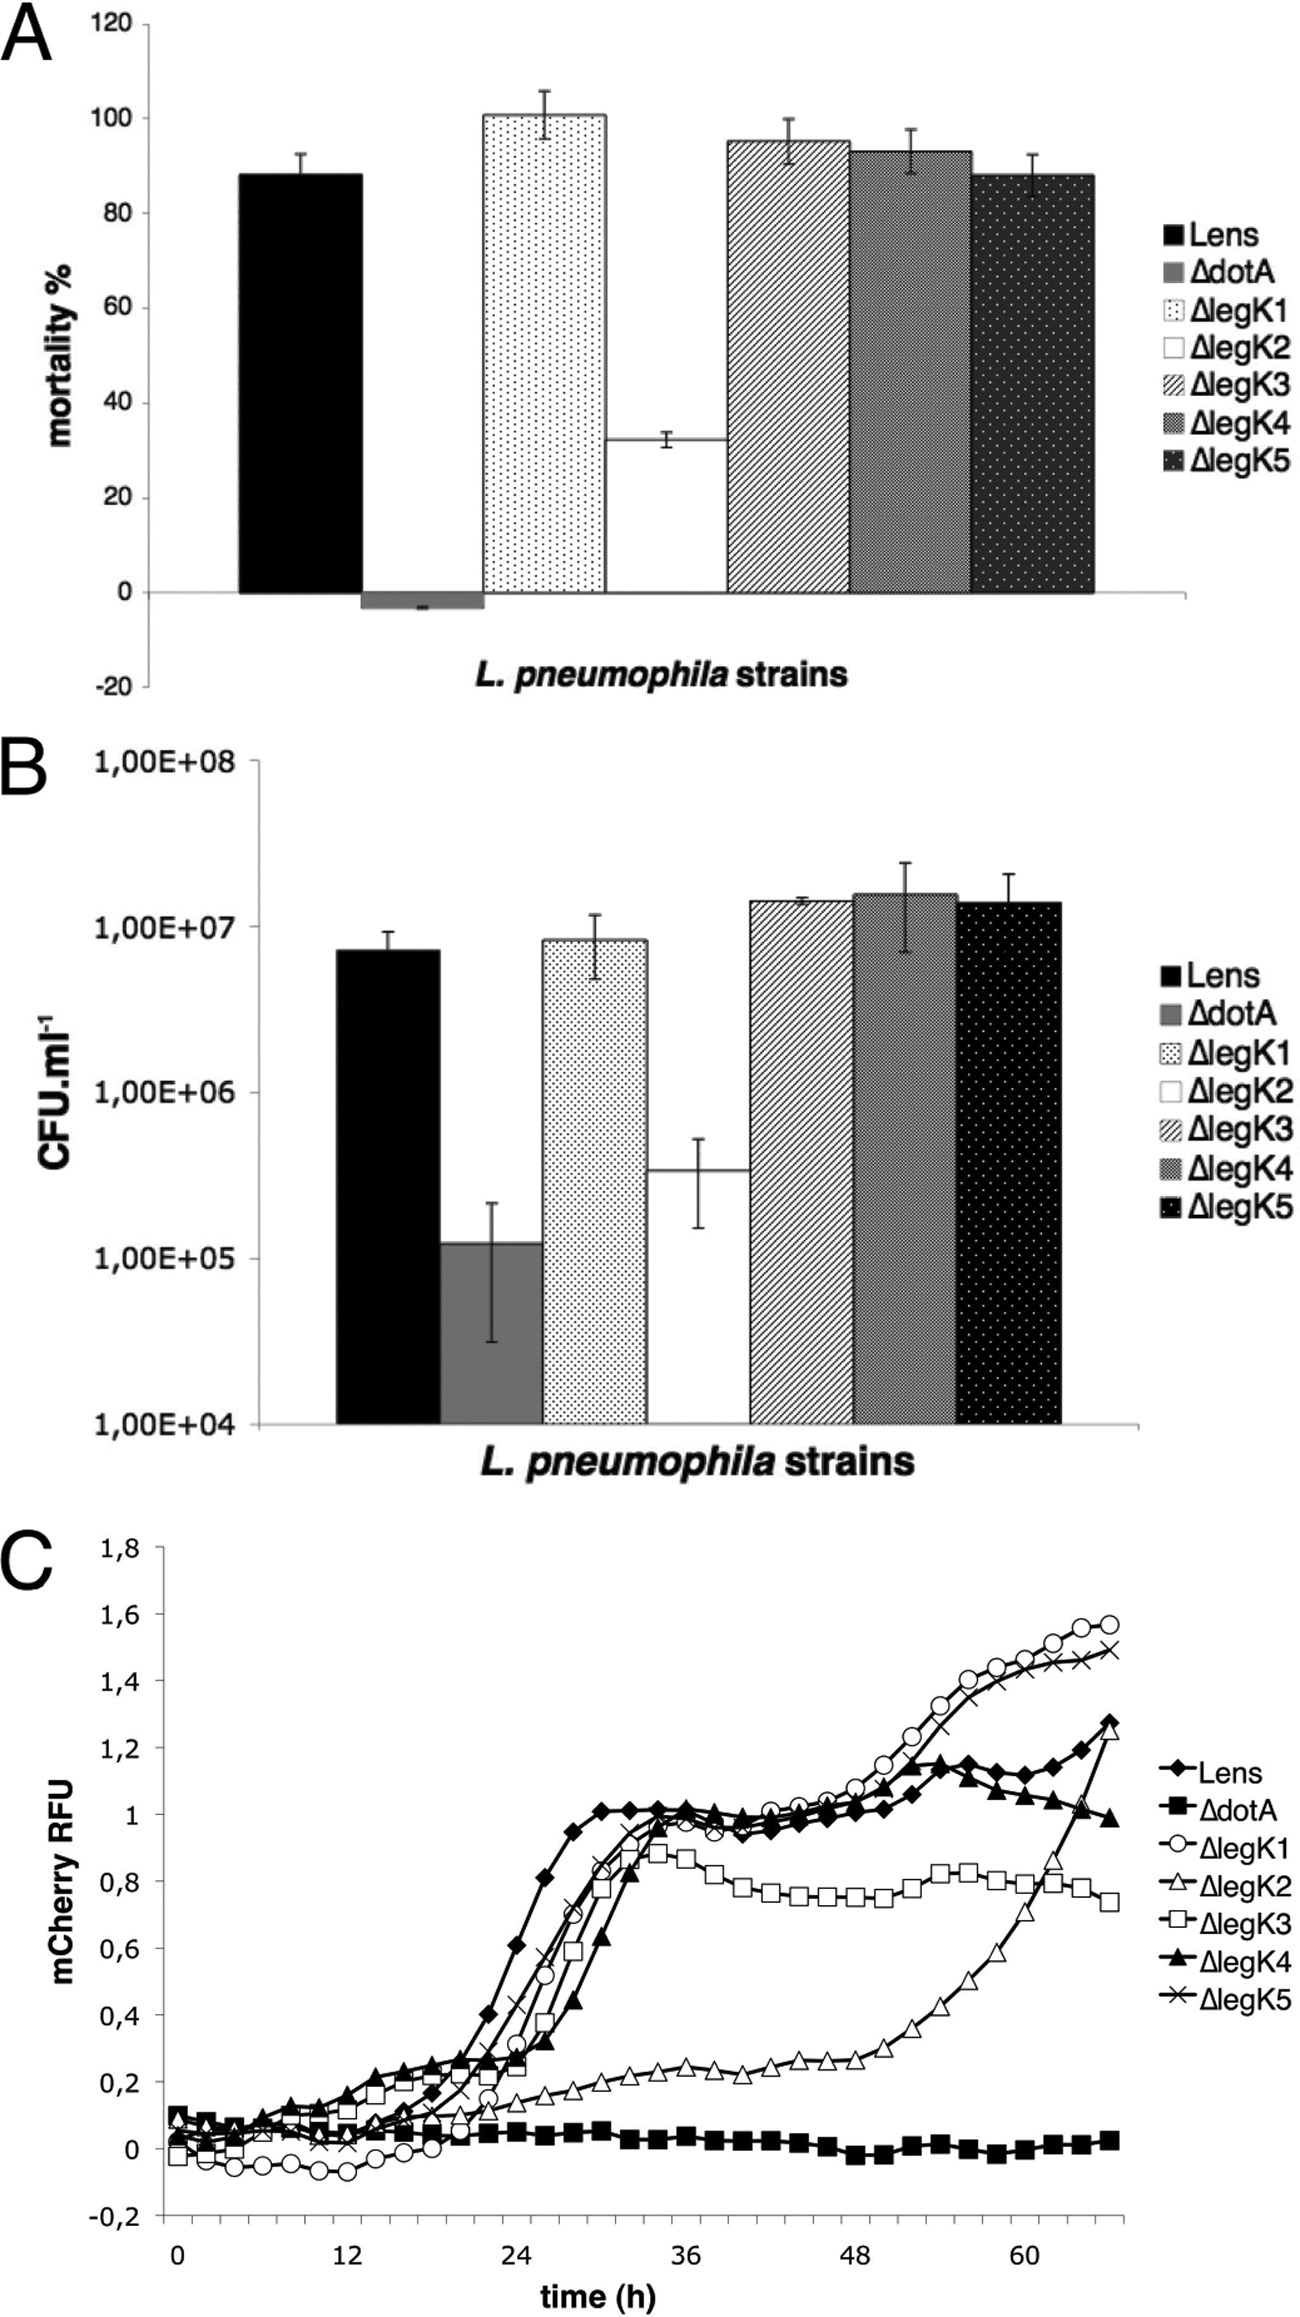 A
120
100
80
60
40
20
0
-20
mortality %
L. pneumophila strains
Lens
ΔdotA
ΔlegK1
ΔlegK2
ΔlegK3
ΔlegK4
ΔlegK5
B
1,00E+08
1,00E+07
1,00E+06
1,00E+05
1,00E+04
CFU.ml-1
L. pneumophila strains
Lens
ΔdotA
ΔlegK1
ΔlegK2
ΔlegK3
ΔlegK4
ΔlegK5
C
1,8
1,6
1,4
1,2
1
0,8
0,6
0,4
0,2
0
-0,2
mCherry RFU
0 12 24 36 48 60
time (h)
Lens
ΔdotA
ΔlegK1
ΔlegK2
ΔlegK3
ΔlegK4
ΔlegK5